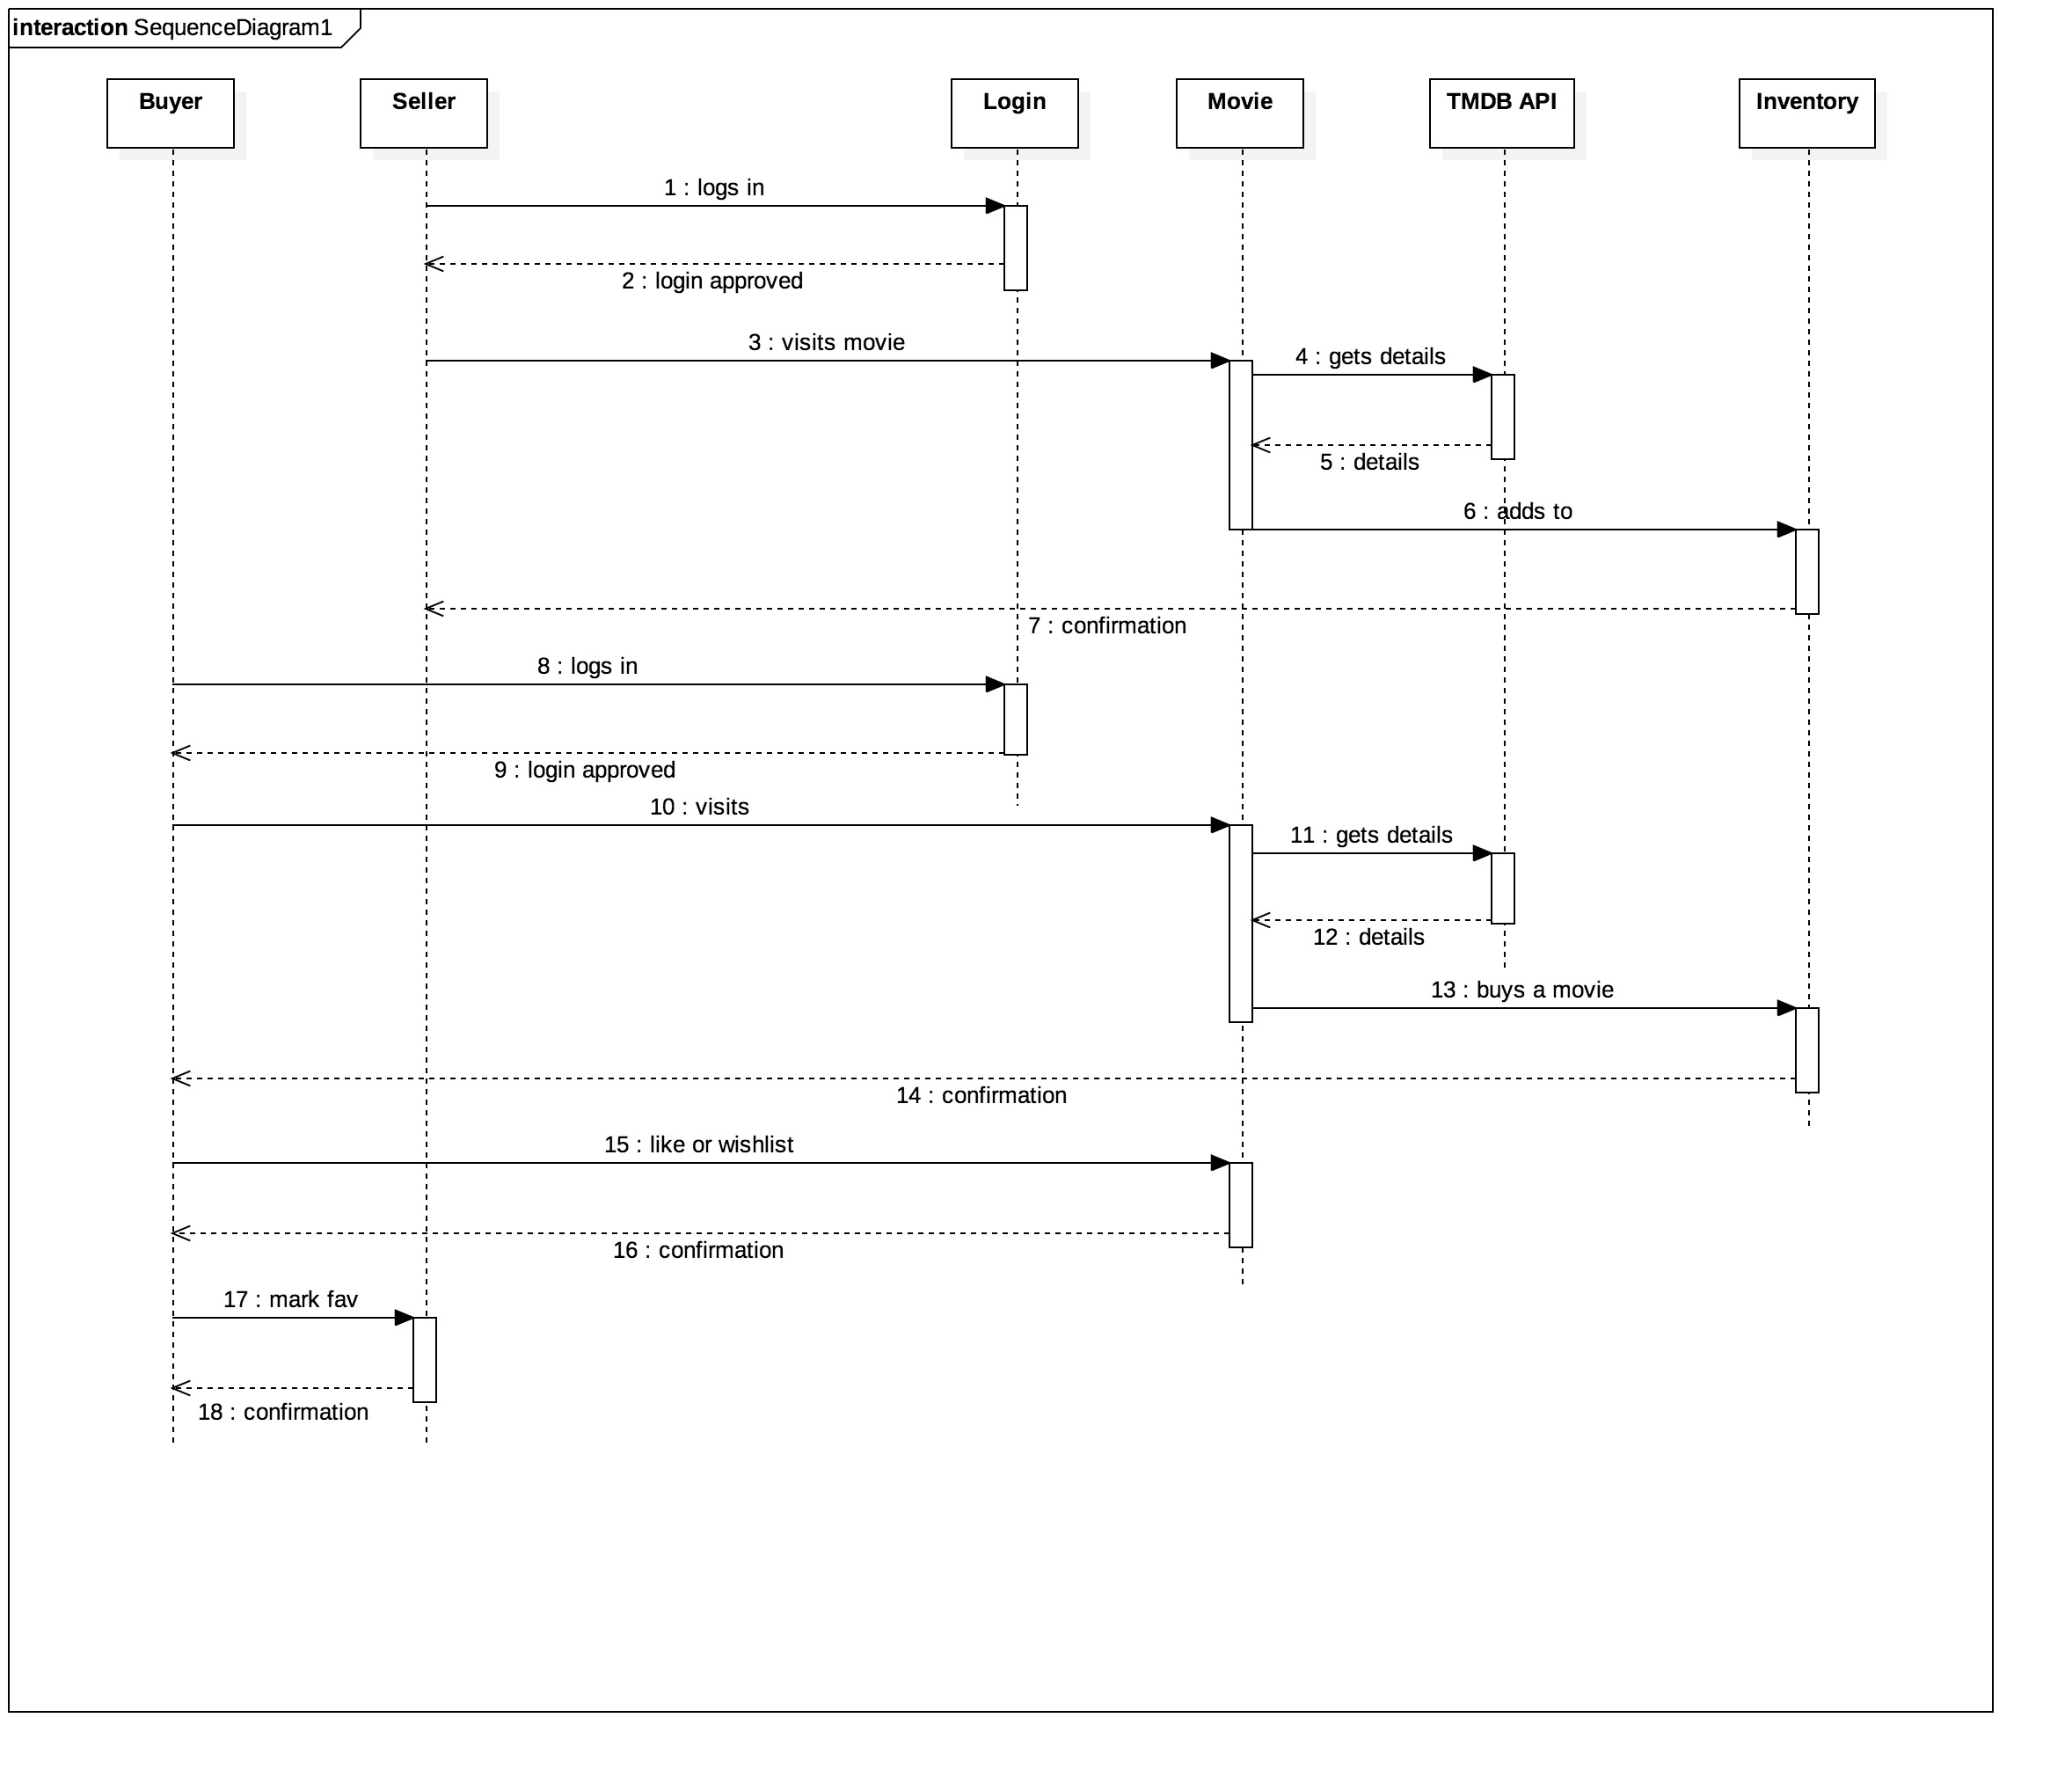 interaction SequenceDiagram1
Buyer
Seller
Login
Movie
TMDB API
Inventory
1 : logs in
2 : login approved
3 : visits movie
4 : gets details
5 : details
6 : adds to
7 : confirmation
8 : logs in
9 : login approved
10 : visits
11 : gets details
12 : details
13 : buys a movie
14 : confirmation
15 : like or wishlist
16 : confirmation
17 : mark fav
18 : confirmation